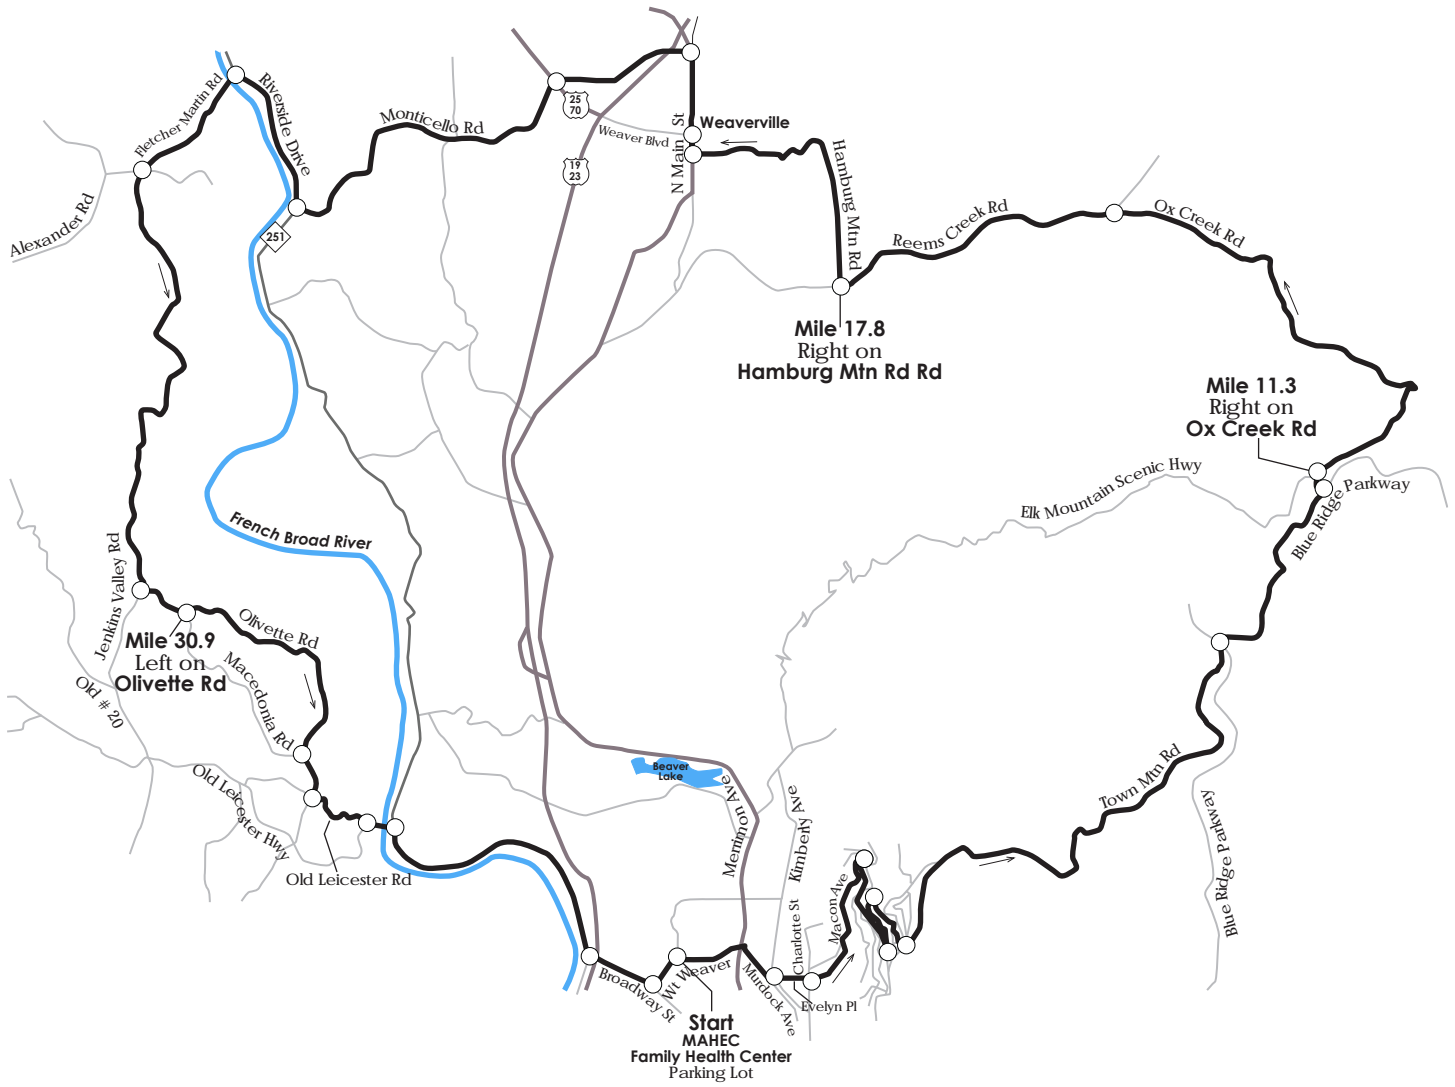 Fletcher Martin Rd
Riverside Drive
Monticello Rd
25
70
Weaver Blvd
N Main St
Weaverville
19
23
Hamburg Mtn Rd
Reems Creek Rd
Ox Creek Rd
Alexander Rd
251
Mile 17.8
Right on
Hamburg Mtn Rd Rd
Mile 11.3
Right on
Ox Creek Rd
Elk Mountain Scenic Hwy
Blue Ridge Parkway
French Broad River
Jenkins Valley Rd
Mile 30.9
Left on
Olivette Rd
Olivette Rd
Macedonia Rd
Old # 20
Old Leicester Hwy
Old Leicester Rd
Beaver
Lake
Merrimon Ave
Kimberly Ave
Town Mtn Rd
Blue Ridge Parkway
Macon Ave
Charlotte St
Evelyn Pl
Murdock Ave
Wt Weaver
Broadway St
Start
MAHEC
Family Health Center
Parking Lot